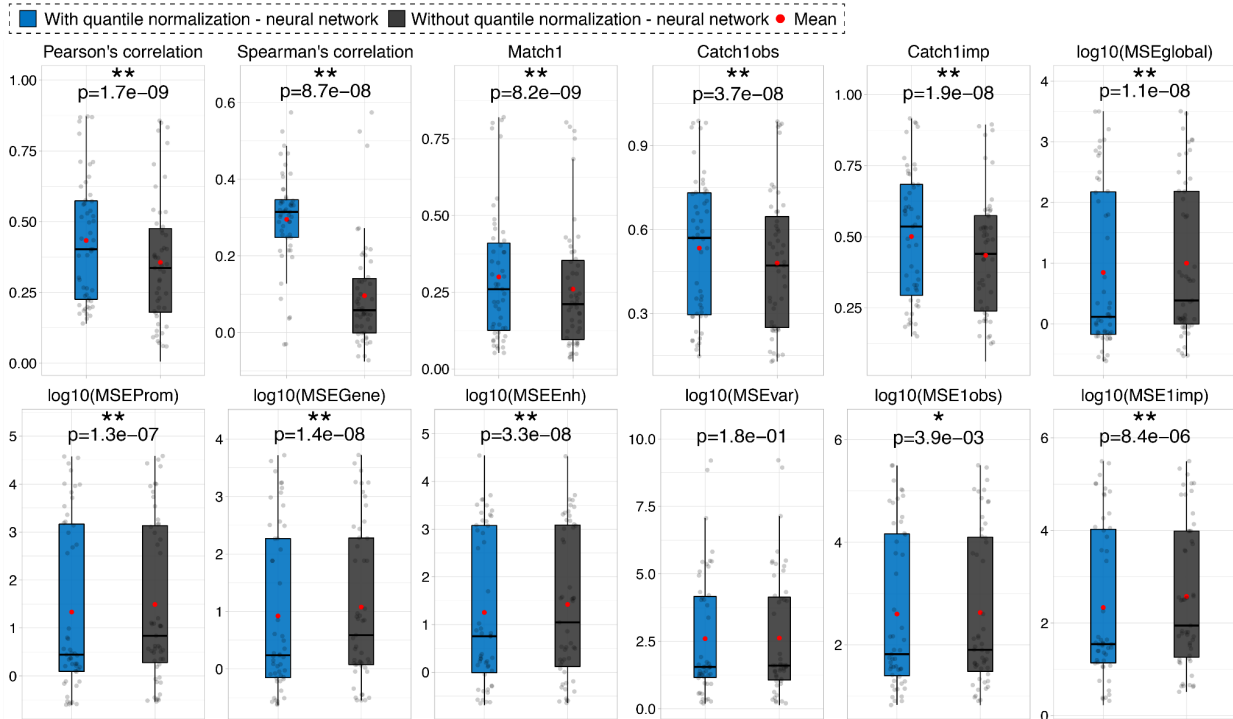 With quantile normalization - neural network Without quantile normalization - neural network Mean
Pearson's correlation
**
p=1.7e−09
1.00
0.75
0.50
0.25
0.00
Spearman's correlation
**
p=8.7e−08
0.6
0.4
0.2
0.0
Match1
**
p=8.2e−09
0.75
0.50
0.25
0.00
Catch1obs
**
p=3.7e−08
0.9
0.6
0.3
Catch1imp
**
p=1.9e−08
1.00
0.75
0.50
0.25
log10(MSEglobal)
**
p=1.1e−08
4
3
2
1
0
log10(MSEProm)
**
p=1.3e−07
5
4
3
2
1
0
log10(MSEGene)
**
p=1.4e−08
4
3
2
1
0
log10(MSEEnh)
**
p=3.3e−08
5
4
3
2
1
0
log10(MSEvar)
p=1.8e−01
10.0
7.5
5.0
2.5
0.0
log10(MSE1obs)
*
p=3.9e−03
6
4
2
log10(MSE1imp)
**
p=8.4e−06
6
4
2
0